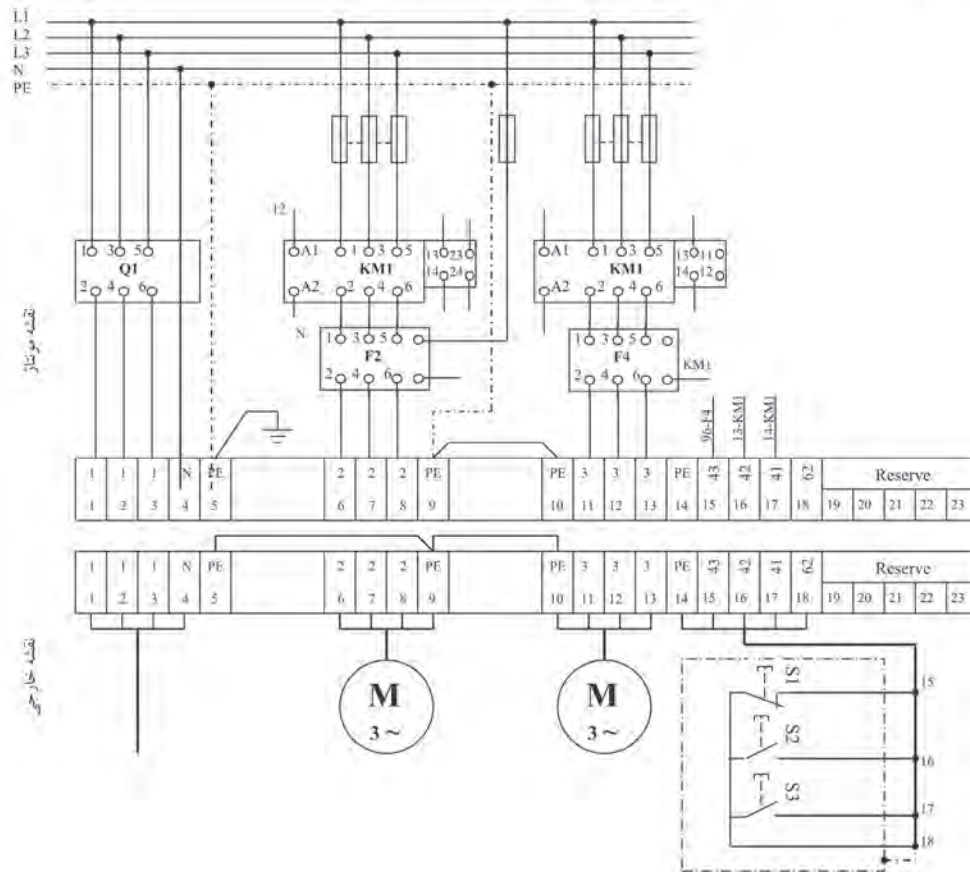 L1
L2
L3
N
PE
12
1 3 5
Q1
2 4 6
A1 1 3 5
KM1
A2 2 4 6
13 23
14 24
A1 1 3 5
KM1
A2 2 4 6
13 11
14 12
N
1 3 5
F2
2 4 6
1 3 5
F4
2 4 6
KM1
نقشه مونتاژ
96-F4
13-KM1
14-KM1
1 1 1 N PE 2 2 2 PE PE 3 3 3 PE 43 42 41 62 Reserve
1 2 3 4 5 6 7 8 9 10 11 12 13 14 15 16 17 18 19 20 21 22 23
1 1 1 N PE 2 2 2 PE PE 3 3 3 PE 43 42 41 62 Reserve
1 2 3 4 5 6 7 8 9 10 11 12 13 14 15 16 17 18 19 20 21 22 23
نقشه خارجی
M
3 ~
M
3 ~
S1
15
S2
16
S3
17
18